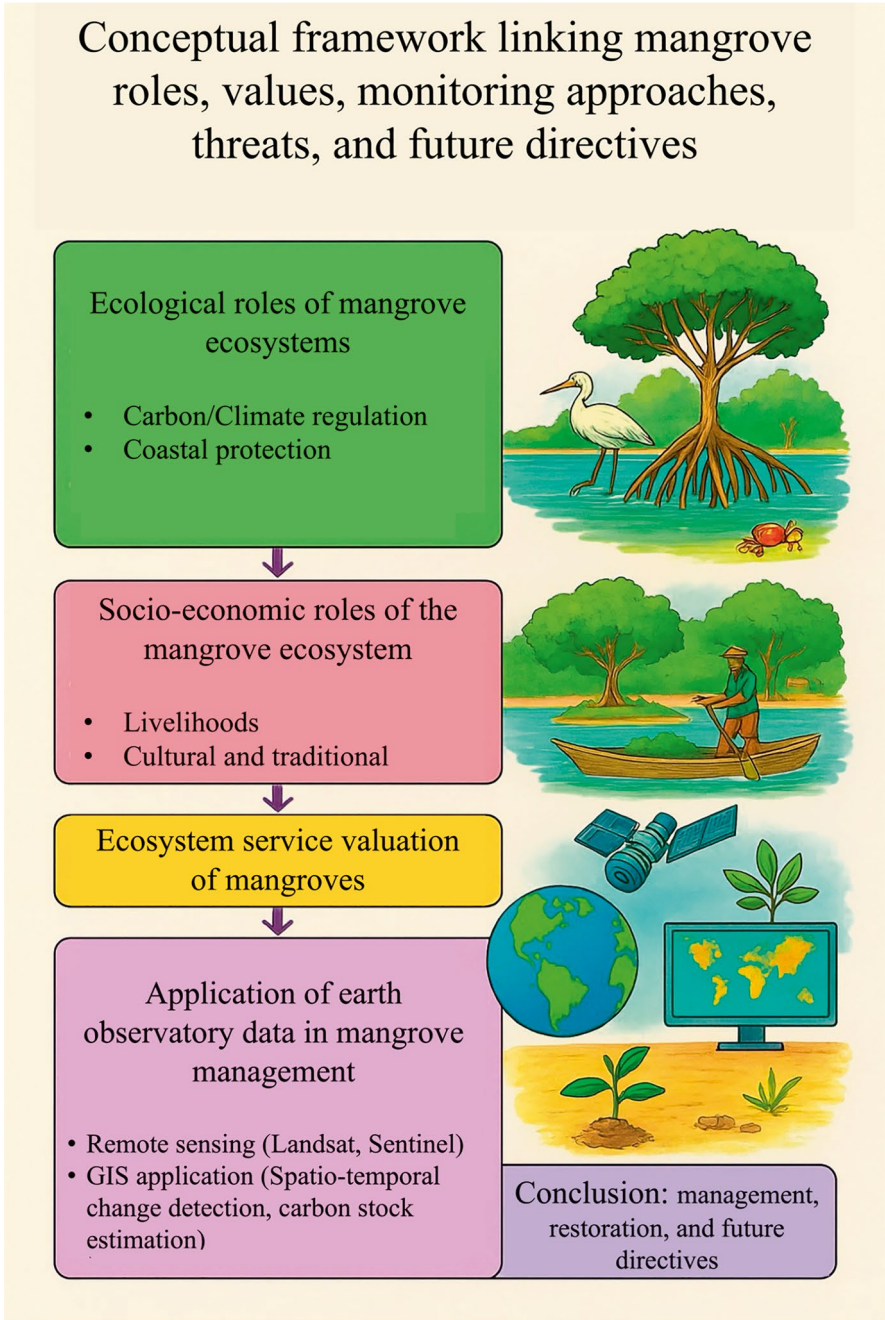 Conceptual framework linking mangrove
roles, values, monitoring approaches,
threats, and future directives
Ecological roles of mangrove
ecosystems
• Carbon/Climate regulation
• Coastal protection
Socio-economic roles of the
mangrove ecosystem
• Livelihoods
• Cultural and traditional
Ecosystem service valuation
of mangroves
Application of earth
observatory data in mangrove
management
• Remote sensing (Landsat, Sentinel)
• GIS application (Spatio-temporal
change detection, carbon stock
estimation)
Conclusion: management,
restoration, and future
directives